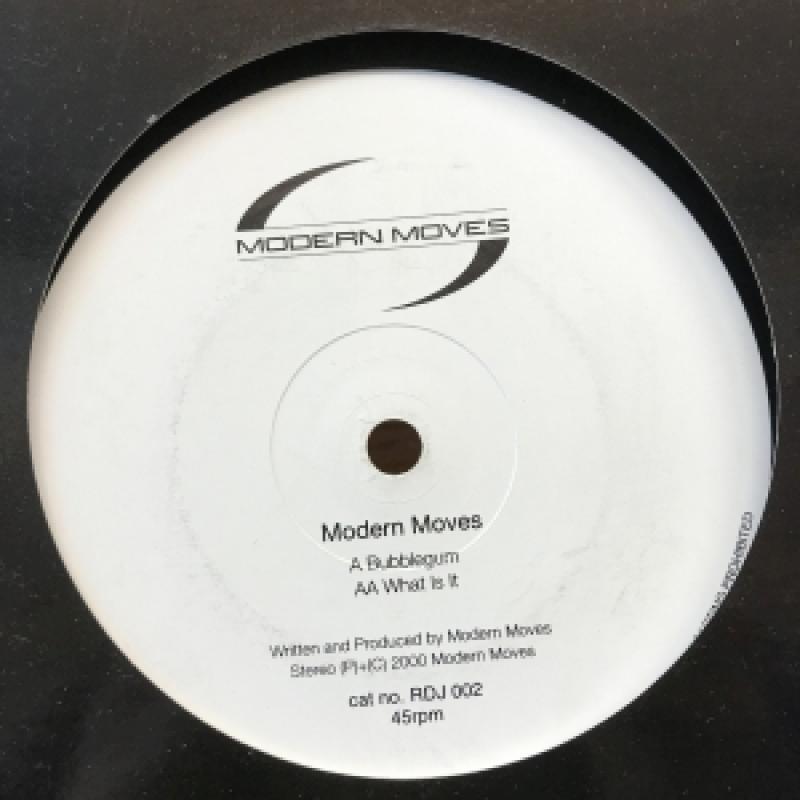 MODERN MOVES
Modern Moves
A Bubblegum
AA What Is It
Written and Produced by Modern Moves
Stereo (P)+(C) 2000 Modern Moves
cat no. RDJ 002
45rpm
PROHIBITED